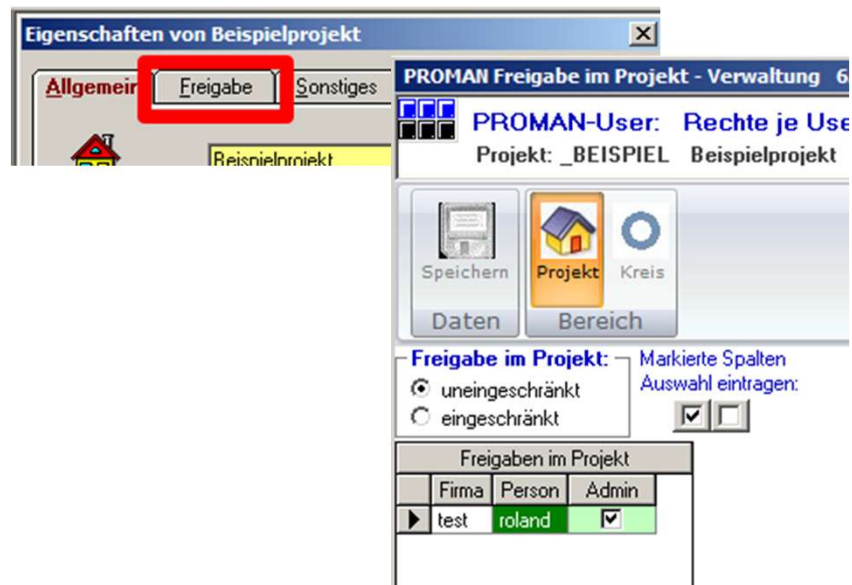 Eigenschaften von Beispielprojekt
Allgemein
Freigabe
Sonstiges
Beispielprojekt
PROMAN Freigabe im Projekt - Verwaltung 6
PROMAN-User: Rechte je Use
Projekt: _BEISPIEL Beispielprojekt
Speichern
Projekt
Kreis
Daten
Bereich
Freigabe im Projekt:
uneingeschränkt
eingeschränkt
Markierte Spalten
Auswahl eintragen:
Freigaben im Projekt
Firma Person Admin
test roland